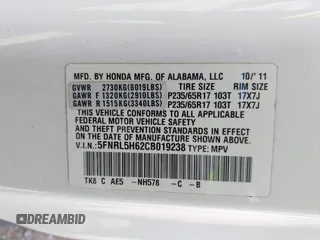 MFD. BY HONDA MFG. OF ALABAMA, LLC 10/'11
GVWR 2730KG(6019LBS) TIRE SIZE RIM SIZE
GAWR F 1320KG(2910LBS) P235/65R17 103T 17X7J
GAWR R 1515KG(3340LBS) P235/65R17 103T 17X7J
THIS VEHICLE CONFORMS TO ALL APPLICABLE
FEDERAL MOTOR VEHICLE SAFETY AND THEFT
PREVENTION STANDARDS IN EFFECT ON THE DATE
OF MANUFACTURE SHOWN ABOVE.
V.I.N.: 5FNRL5H62CB019238 TYPE: MPV
TK8 C AE5 -NH578 -C -B
DREAMBID
DREAMBID